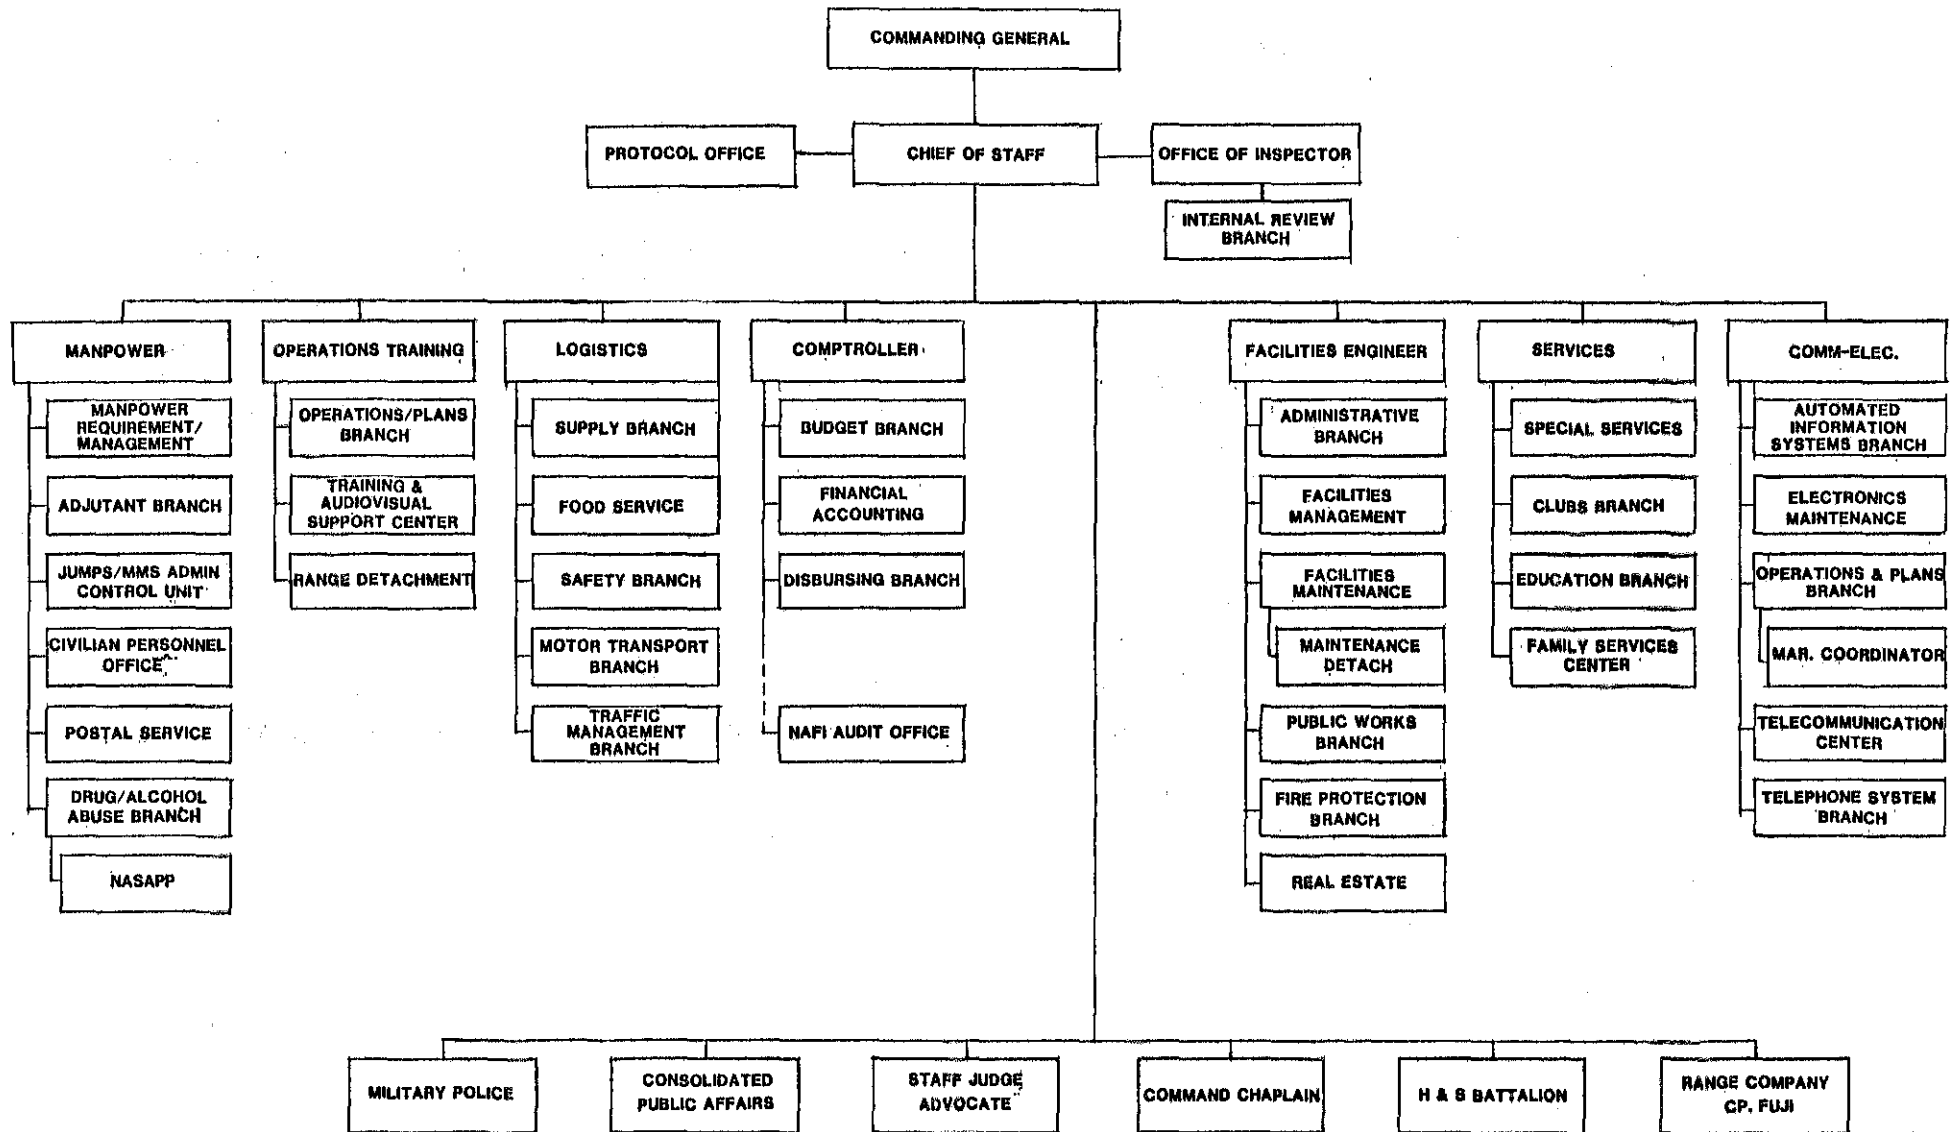 COMMANDING GENERAL
PROTOCOL OFFICE
CHIEF OF STAFF
OFFICE OF INSPECTOR
INTERNAL REVIEW
BRANCH
MANPOWER
MANPOWER
REQUIREMENT/
MANAGEMENT
ADJUTANT BRANCH
JUMPS/MMS ADMIN
CONTROL UNIT
CIVILIAN PERSONNEL
OFFICE
POSTAL SERVICE
DRUG/ALCOHOL
ABUSE BRANCH
NASAPP
OPERATIONS TRAINING
OPERATIONS/PLANS
BRANCH
TRAINING &
AUDIOVISUAL
SUPPORT CENTER
RANGE DETACHMENT
LOGISTICS
SUPPLY BRANCH
FOOD SERVICE
SAFETY BRANCH
MOTOR TRANSPORT
BRANCH
TRAFFIC
MANAGEMENT
BRANCH
COMPTROLLER
BUDGET BRANCH
FINANCIAL
ACCOUNTING
DISBURSING BRANCH
NAFI AUDIT OFFICE
FACILITIES ENGINEER
ADMINISTRATIVE
BRANCH
FACILITIES
MANAGEMENT
FACILITIES
MAINTENANCE
MAINTENANCE
DETACH
PUBLIC WORKS
BRANCH
FIRE PROTECTION
BRANCH
REAL ESTATE
SERVICES
SPECIAL SERVICES
CLUBS BRANCH
EDUCATION BRANCH
FAMILY SERVICES
CENTER
COMM-ELEC.
AUTOMATED
INFORMATION
SYSTEMS BRANCH
ELECTRONICS
MAINTENANCE
OPERATIONS & PLANS
BRANCH
MAR. COORDINATOR
TELECOMMUNICATION
CENTER
TELEPHONE SYSTEM
BRANCH
MILITARY POLICE
CONSOLIDATED
PUBLIC AFFAIRS
STAFF JUDGE
ADVOCATE
COMMAND CHAPLAIN
H & S BATTALION
RANGE COMPANY
CP. FUJI